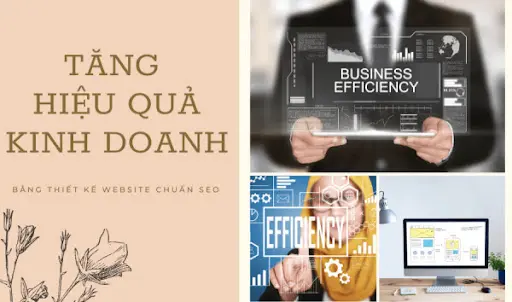 TĂNG
HIỆU QUẢ
KINH DOANH
BẰNG THIẾT KẾ WEBSITE CHUẨN SEO
BUSINESS
EFFICIENCY
EFFICIENCY